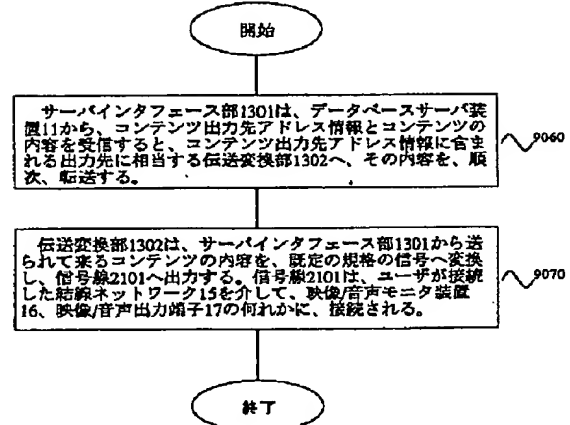 開始
サーバインタフェース部1301は、データベースサーバ装
置11から、コンテンツ出力先アドレス情報とコンテンツの
内容を受信すると、コンテンツ出力先アドレス情報に含ま
れる出力先に相当する伝送変換部1302へ、その内容を、順
次、転送する。
9060
伝送変換部1302は、サーバインタフェース部1301から送
られて来るコンテンツの内容を、既定の規格の信号へ変換
し、信号線2101へ出力する。信号線2101は、ユーザが接続
した結線ネットワーク15を介して、映像/音声モニタ装置
16、映像/音声出力端子17の何れかに、接続される。
9070
終了